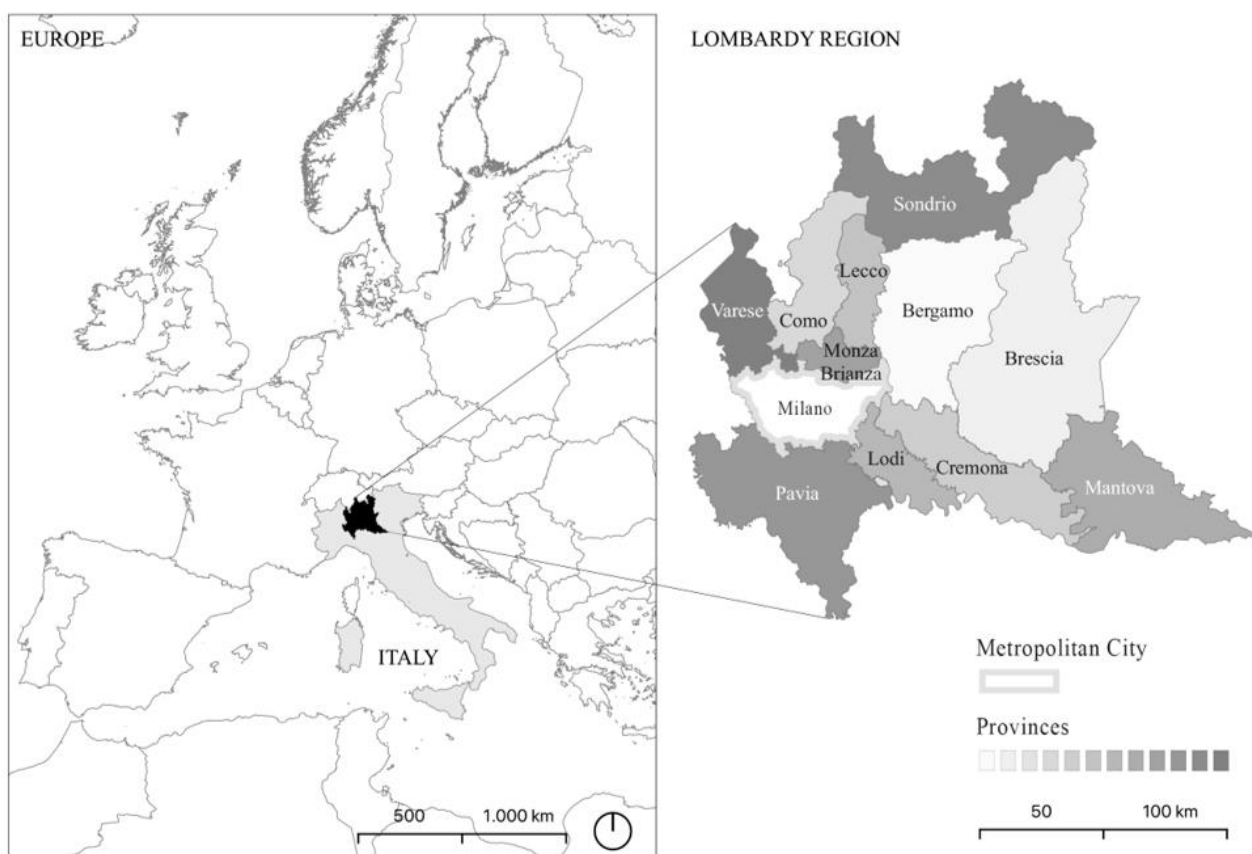 EUROPE
ITALY
500
1.000 km
LOMBARDY REGION
Sondrio
Lecco
Varese
Como
Bergamo
Monza
Brianza
Brescia
Milano
Lodi
Cremona
Pavia
Mantova
Metropolitan City
Provinces
50
100 km